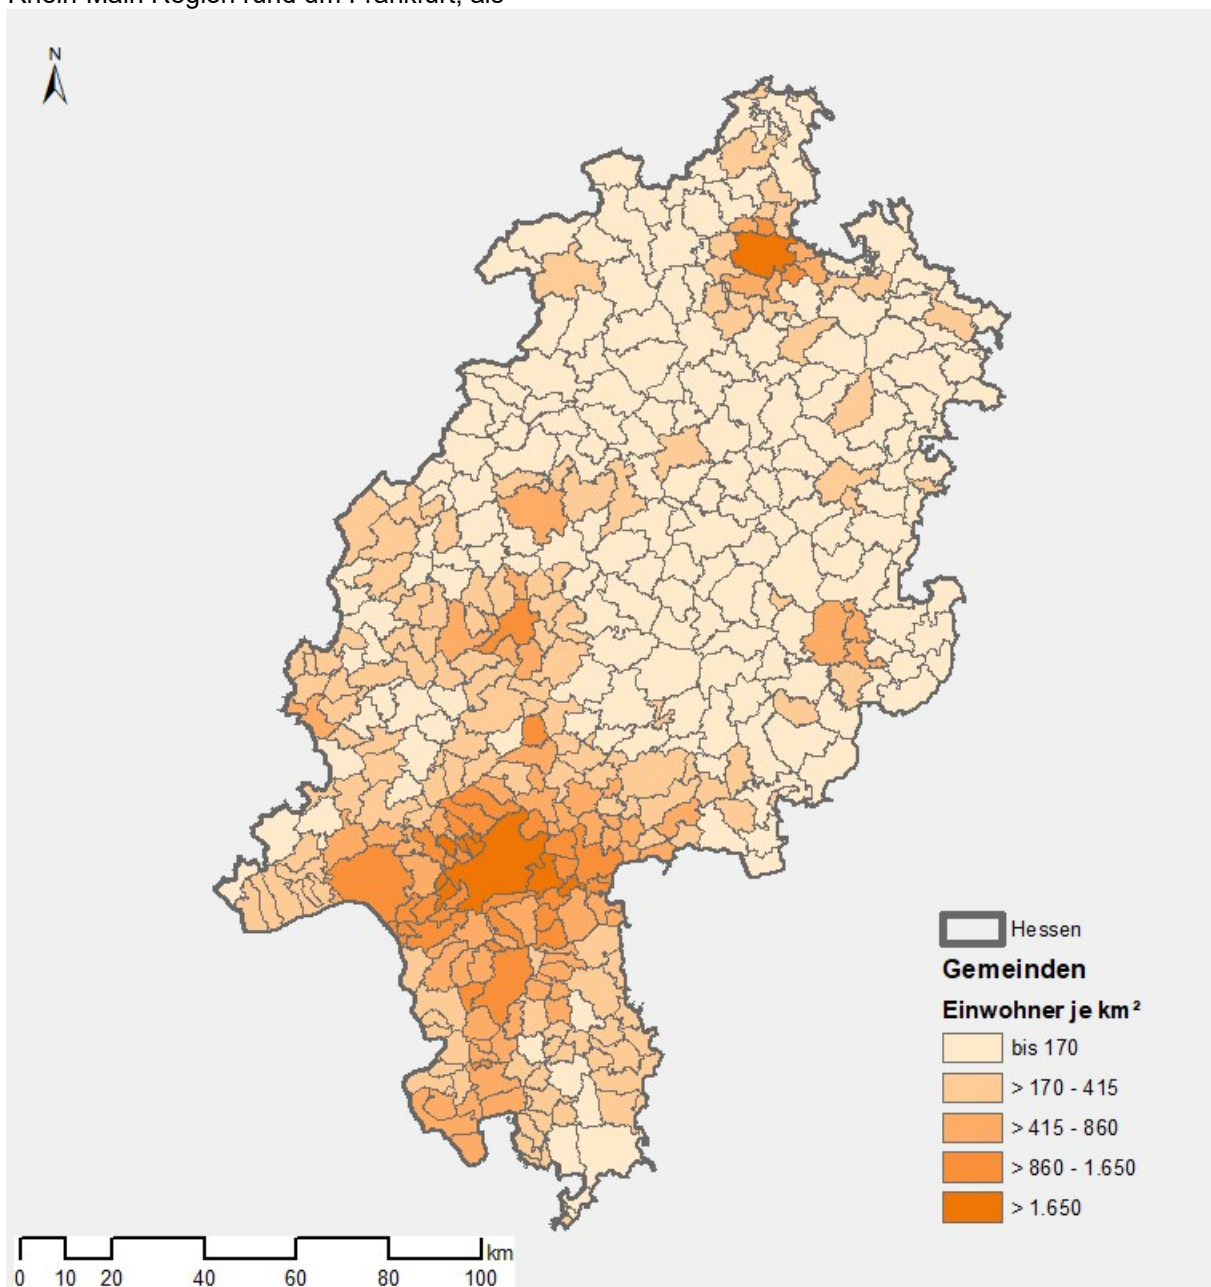 Rhein-Main Region rund um Frankfurt, als
N
Hessen
Gemeinden
Einwohner je km²
bis 170
> 170 - 415
> 415 - 860
> 860 - 1.650
> 1.650
km
0 10 20 40 60 80 100